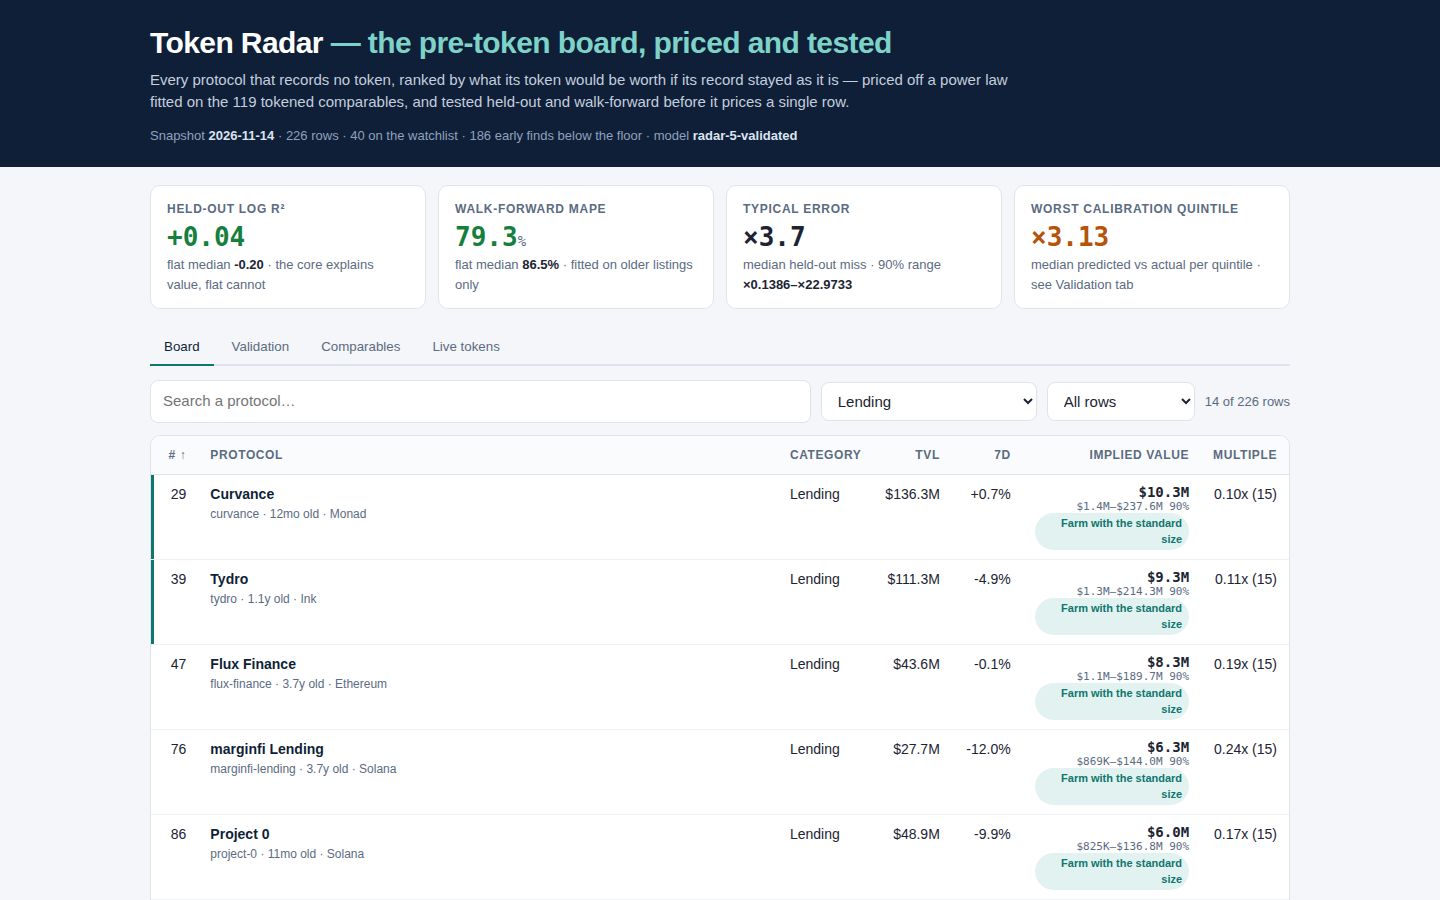 Token Radar — the pre-token board, priced and tested
Every protocol that records no token, ranked by what its token would be worth if its record stayed as it is — priced off a power law
fitted on the 119 tokened comparables, and tested held-out and walk-forward before it prices a single row.
Snapshot 2026-11-14 · 226 rows · 40 on the watchlist · 186 early finds below the floor · model radar-5-validated
HELD-OUT LOG R²
+0.04
flat median -0.20 · the core explains
value, flat cannot
WALK-FORWARD MAPE
79.3%
flat median 86.5% · fitted on older listings
only
TYPICAL ERROR
×3.7
median held-out miss · 90% range
×0.1386–×22.9733
WORST CALIBRATION QUINTILE
×3.13
median predicted vs actual per quintile ·
see Validation tab
Board Validation Comparables Live tokens
Search a protocol… Lending All rows 14 of 226 rows
# ↑ PROTOCOL CATEGORY TVL 7D IMPLIED VALUE MULTIPLE
29 Curvance Lending $136.3M +0.7% $10.3M 0.10x (15)
curvance · 12mo old · Monad $1.4M–$237.6M 90%
Farm with the standard
size
39 Tydro Lending $111.3M -4.9% $9.3M 0.11x (15)
tydro · 1.1y old · Ink $1.3M–$214.3M 90%
Farm with the standard
size
47 Flux Finance Lending $43.6M -0.1% $8.3M 0.19x (15)
flux-finance · 3.7y old · Ethereum $1.1M–$189.7M 90%
Farm with the standard
size
76 marginfi Lending Lending $27.7M -12.0% $6.3M 0.24x (15)
marginfi-lending · 3.7y old · Solana $869K–$144.0M 90%
Farm with the standard
size
86 Project 0 Lending $48.9M -9.9% $6.0M 0.17x (15)
project-0 · 11mo old · Solana $825K–$136.8M 90%
Farm with the standard
size